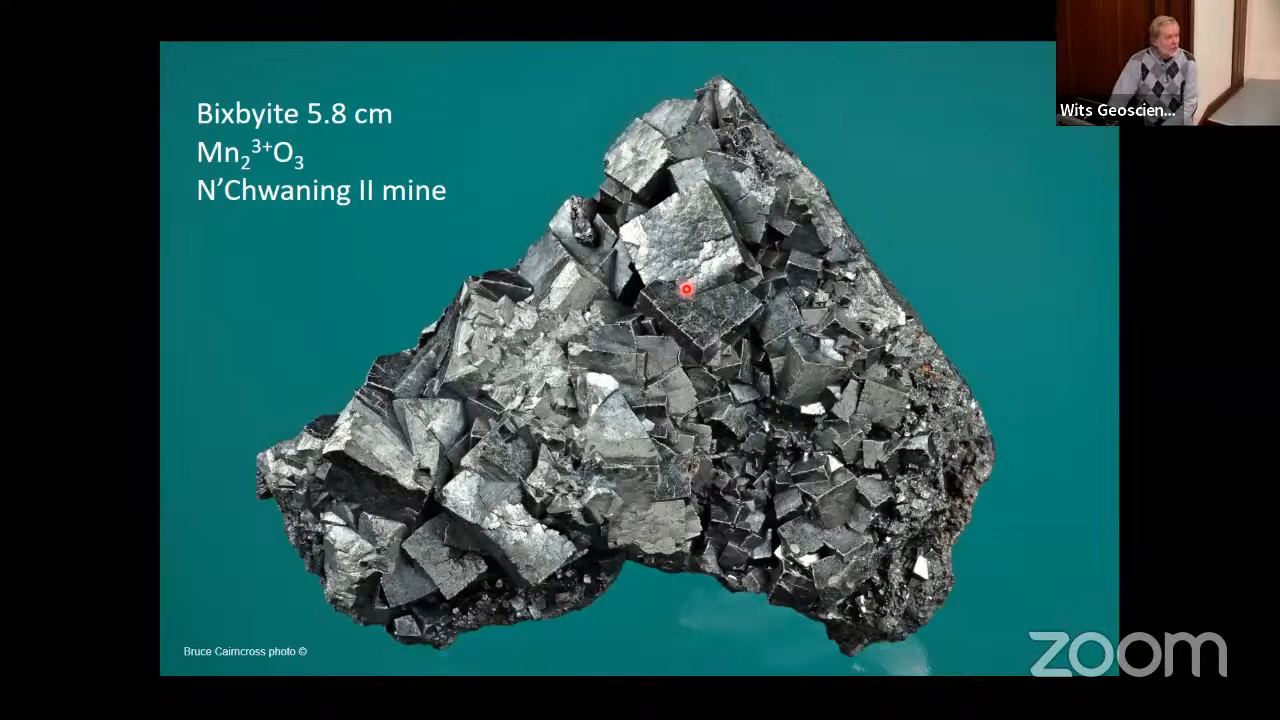 Bixbyite 5.8 cm
Mn₂³⁺O₃
N’Chwaning II mine
Wits Geoscien...
Bruce Cairncross photo ©
zoom